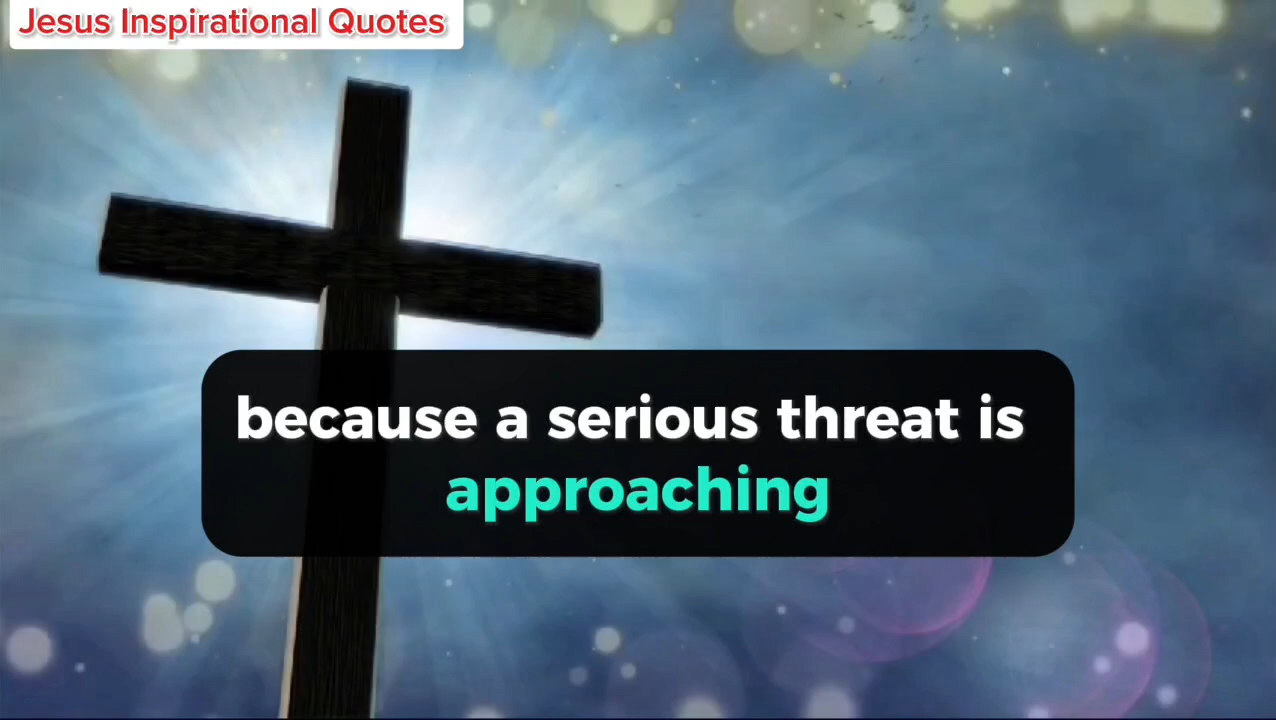 Jesus Inspirational Quotes
because a serious threat is
approaching